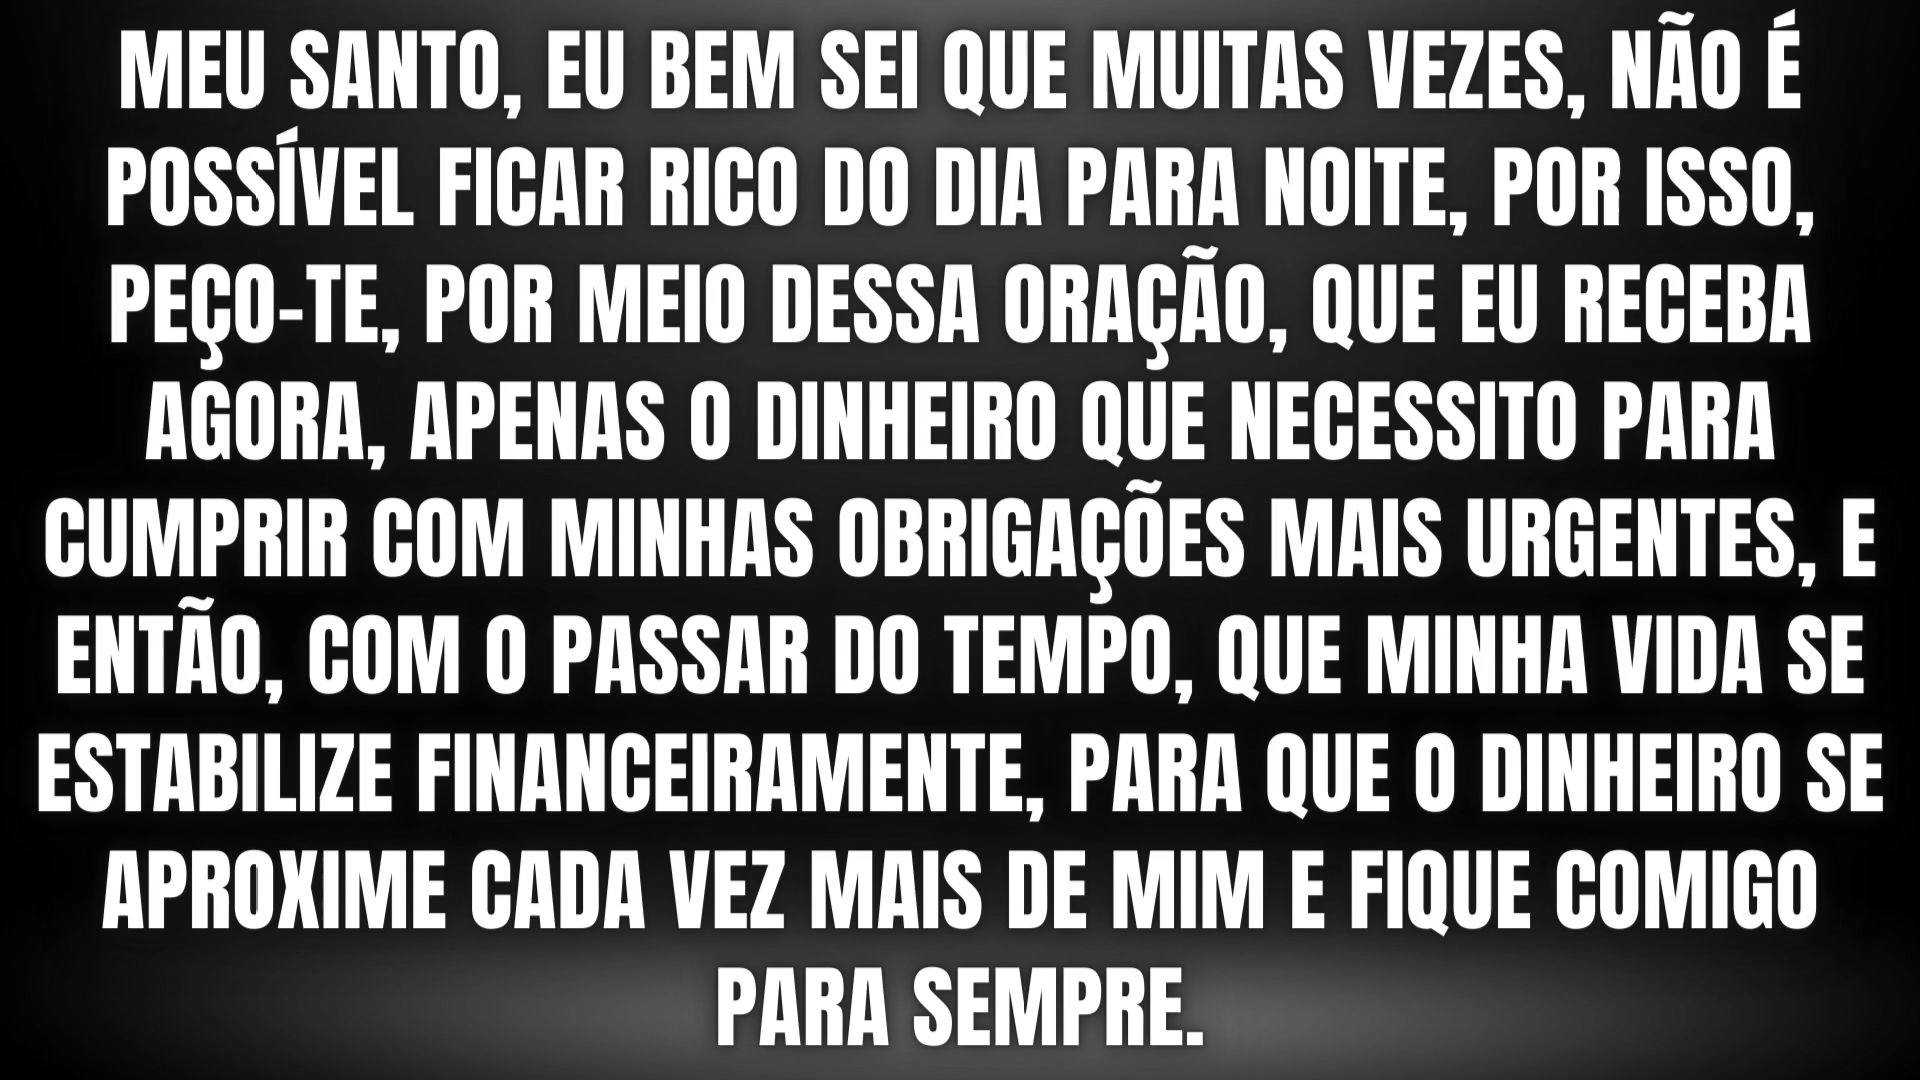 MEU SANTO, EU BEM SEI QUE MUITAS VEZES, NÃO É
POSSÍVEL FICAR RICO DO DIA PARA NOITE, POR ISSO,
PEÇO-TE, POR MEIO DESSA ORAÇÃO, QUE EU RECEBA
AGORA, APENAS O DINHEIRO QUE NECESSITO PARA
CUMPRIR COM MINHAS OBRIGAÇÕES MAIS URGENTES, E
ENTÃO, COM O PASSAR DO TEMPO, QUE MINHA VIDA SE
ESTABILIZE FINANCEIRAMENTE, PARA QUE O DINHEIRO SE
APROXIME CADA VEZ MAIS DE MIM E FIQUE COMIGO
PARA SEMPRE.